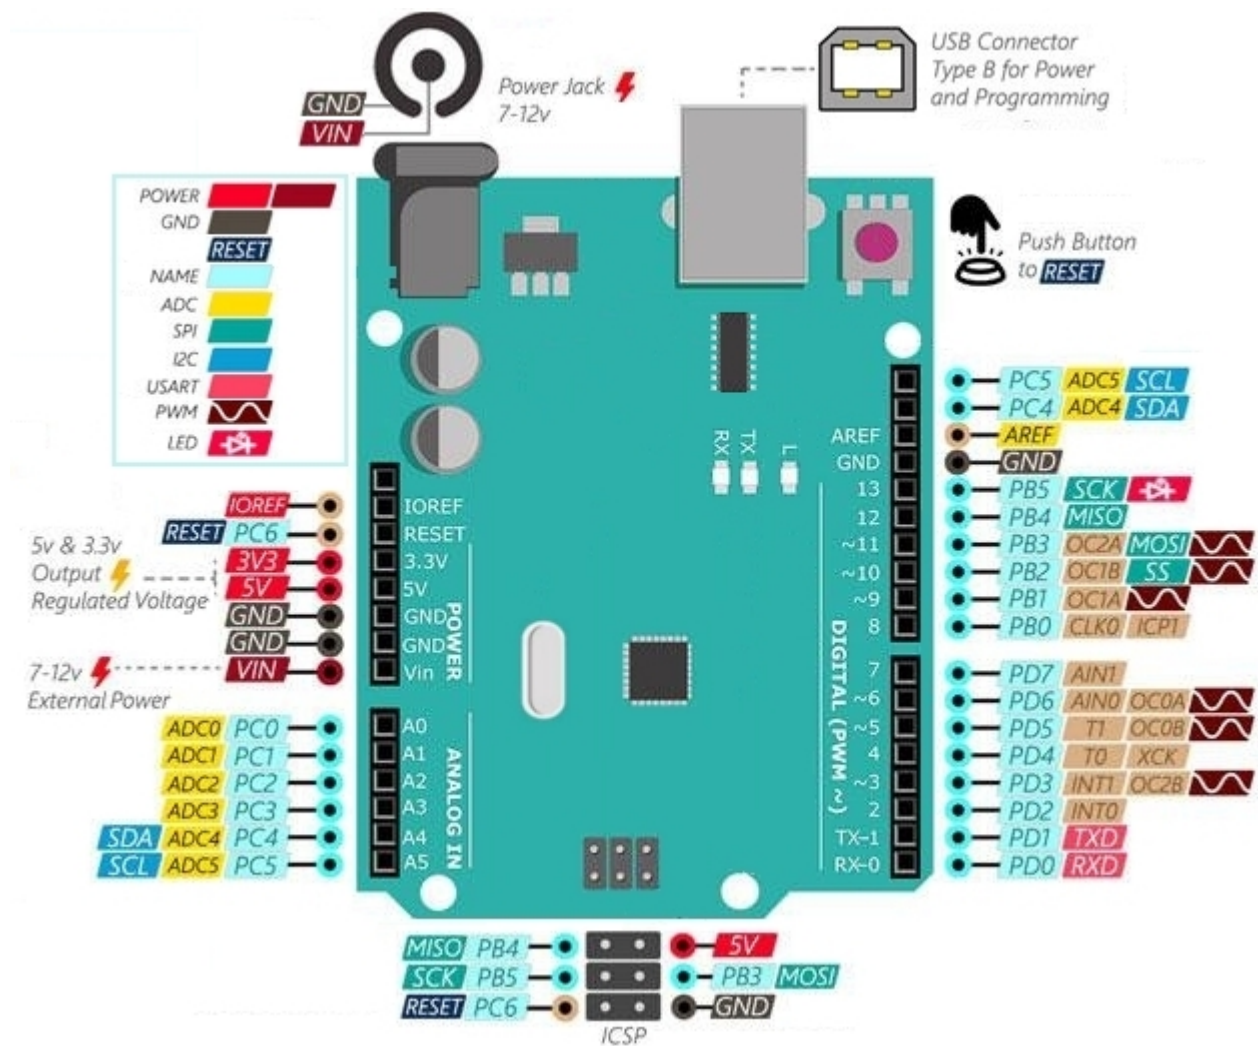 USB Connector
Type B for Power
and Programming
Power Jack
7-12v
GND
VIN
POWER
GND
RESET
NAME
ADC
SPI
I2C
USART
PWM
LED
Push Button
to RESET
IOREF
RESET PC6
5v & 3.3v
Output
Regulated Voltage
3V3
5V
GND
GND
7-12v
External Power
VIN
ADC0 PC0
ADC1 PC1
ADC2 PC2
ADC3 PC3
SDA ADC4 PC4
SCL ADC5 PC5
IOREF
RESET
3.3V
5V
GND
GND
Vin
POWER
A0
A1
A2
A3
A4
A5
ANALOG IN
RX
TX
L
AREF
GND
13
12
~11
~10
~9
8
7
~6
~5
4
~3
2
TX-1
RX-0
DIGITAL (PWM ~)
PC5 ADC5 SCL
PC4 ADC4 SDA
AREF
GND
PB5 SCK
PB4 MISO
PB3 OC2A MOSI
PB2 OC1B SS
PB1 OC1A
PB0 CLK0 ICP1
PD7 AIN1
PD6 AIN0 OC0A
PD5 T1 OC0B
PD4 T0 XCK
PD3 INT1 OC2B
PD2 INT0
PD1 TXD
PD0 RXD
MISO PB4
SCK PB5
RESET PC6
5V
PB3 MOSI
GND
ICSP